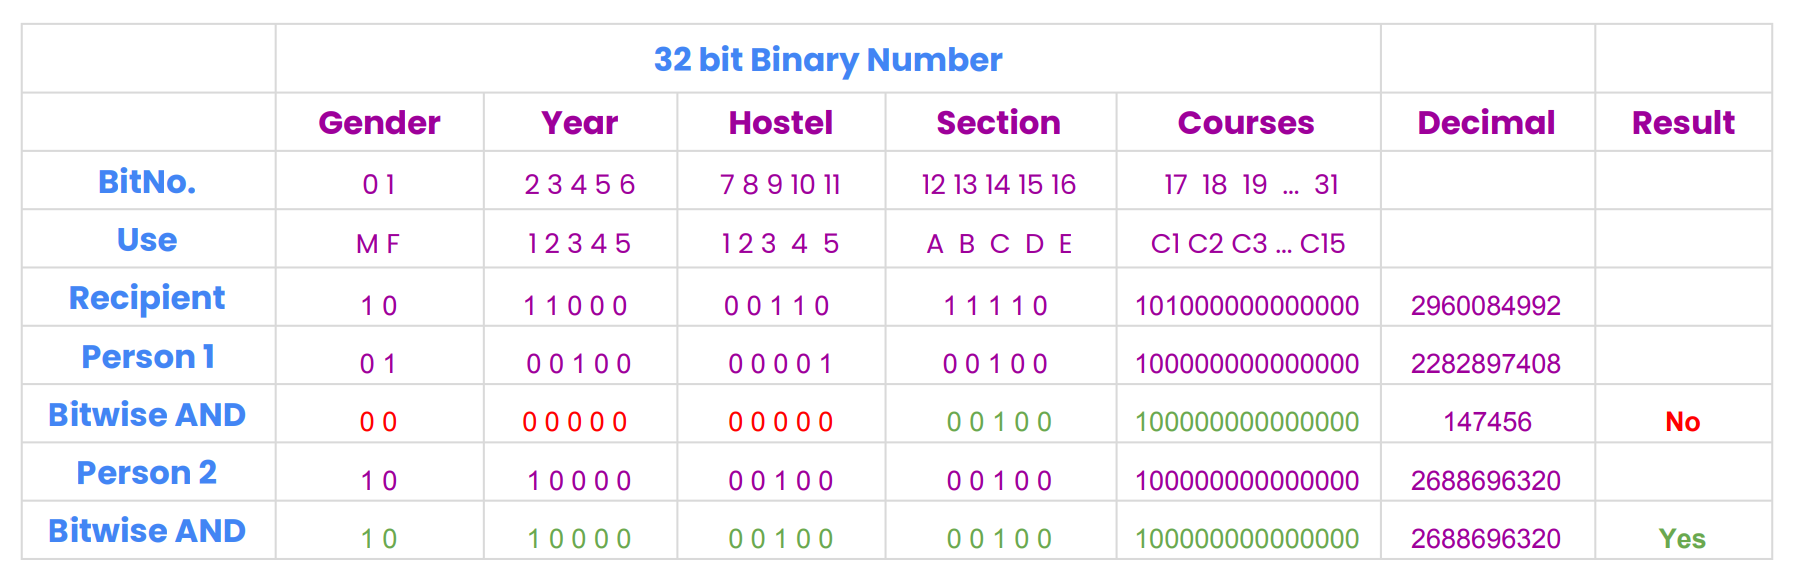 32 bit Binary Number
Gender Year Hostel Section Courses Decimal Result
BitNo. 0 1 2 3 4 5 6 7 8 9 10 11 12 13 14 15 16 17 18 19 ... 31
Use M F 1 2 3 4 5 1 2 3 4 5 A B C D E C1 C2 C3 ... C15
Recipient 1 0 1 1 0 0 0 0 0 1 1 0 1 1 1 1 0 101000000000000 2960084992
Person 1 0 1 0 0 1 0 0 0 0 0 0 1 0 0 1 0 0 100000000000000 2282897408
Bitwise AND 0 0 0 0 0 0 0 0 0 0 0 0 0 0 1 0 0 100000000000000 147456 No
Person 2 1 0 1 0 0 0 0 0 0 1 0 0 0 0 1 0 0 100000000000000 2688696320
Bitwise AND 1 0 1 0 0 0 0 0 0 1 0 0 0 0 1 0 0 100000000000000 2688696320 Yes